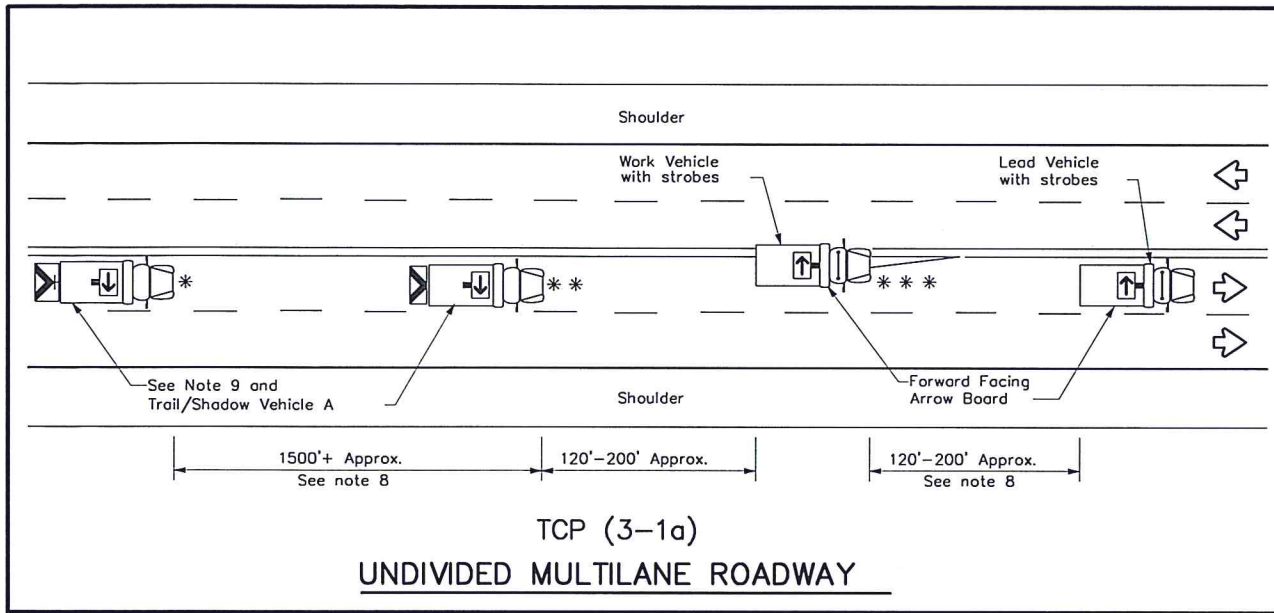 Shoulder
Work Vehicle
with strobes
Lead Vehicle
with strobes
*
* *
* * *
See Note 9 and
Trail/Shadow Vehicle A
Shoulder
Forward Facing
Arrow Board
1500'+ Approx.
See note 8
120'-200' Approx.
120'-200' Approx.
See note 8
TCP (3-1a)
UNDIVIDED MULTILANE ROADWAY